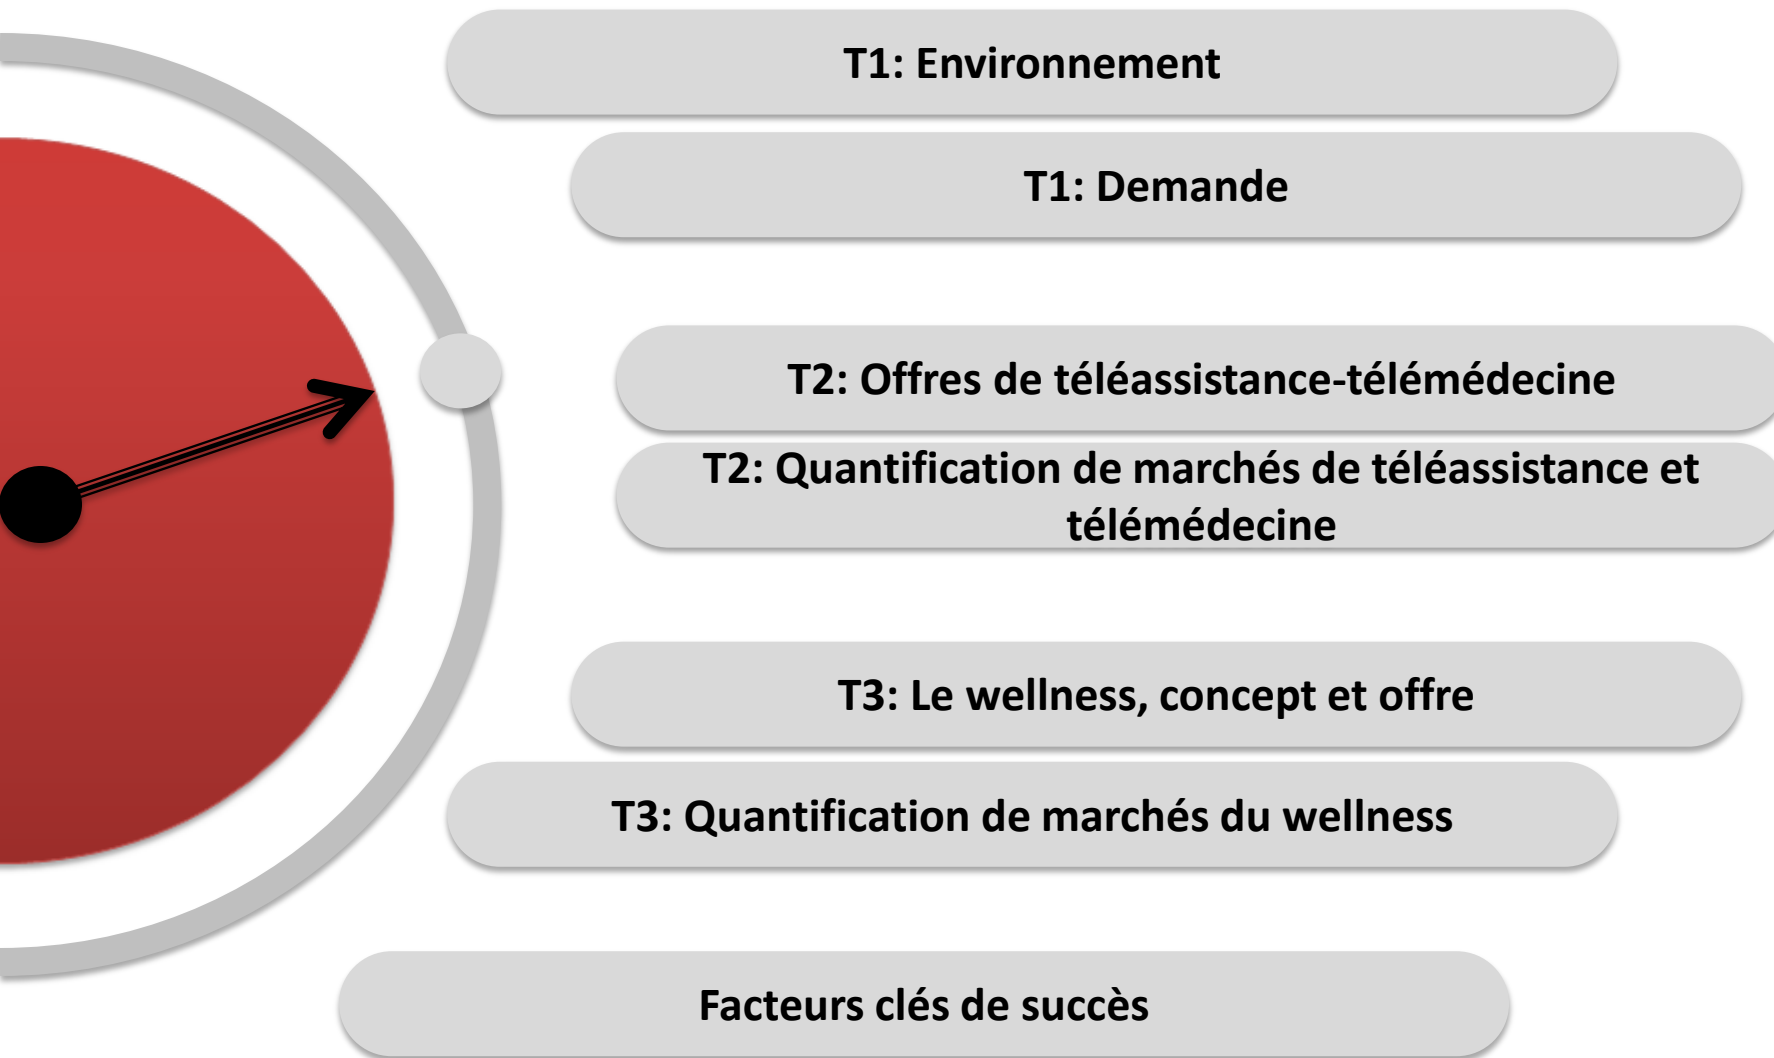 T1: Environnement
T1: Demande
T2: Offres de téléassistance-télémédecine
T2: Quantification de marchés de téléassistance et
télémédecine
T3: Le wellness, concept et offre
T3: Quantification de marchés du wellness
Facteurs clés de succès